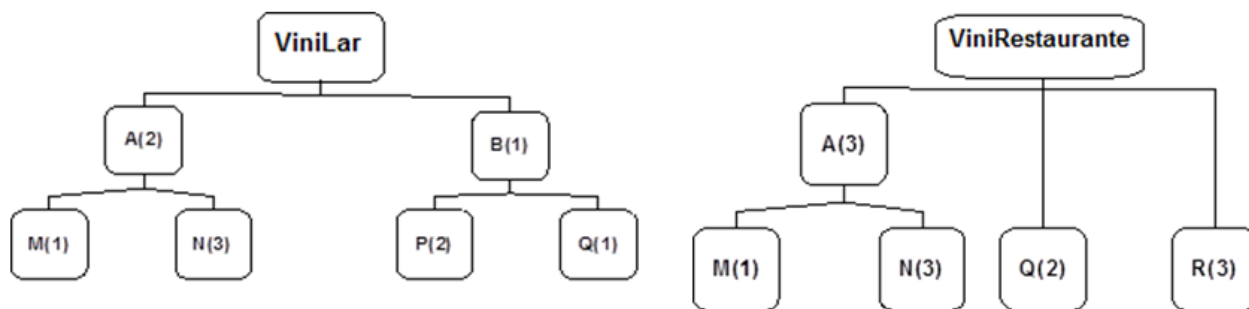 ViniLar
A(2)
B(1)
M(1)
N(3)
P(2)
Q(1)
ViniRestaurante
A(3)
M(1)
N(3)
Q(2)
R(3)